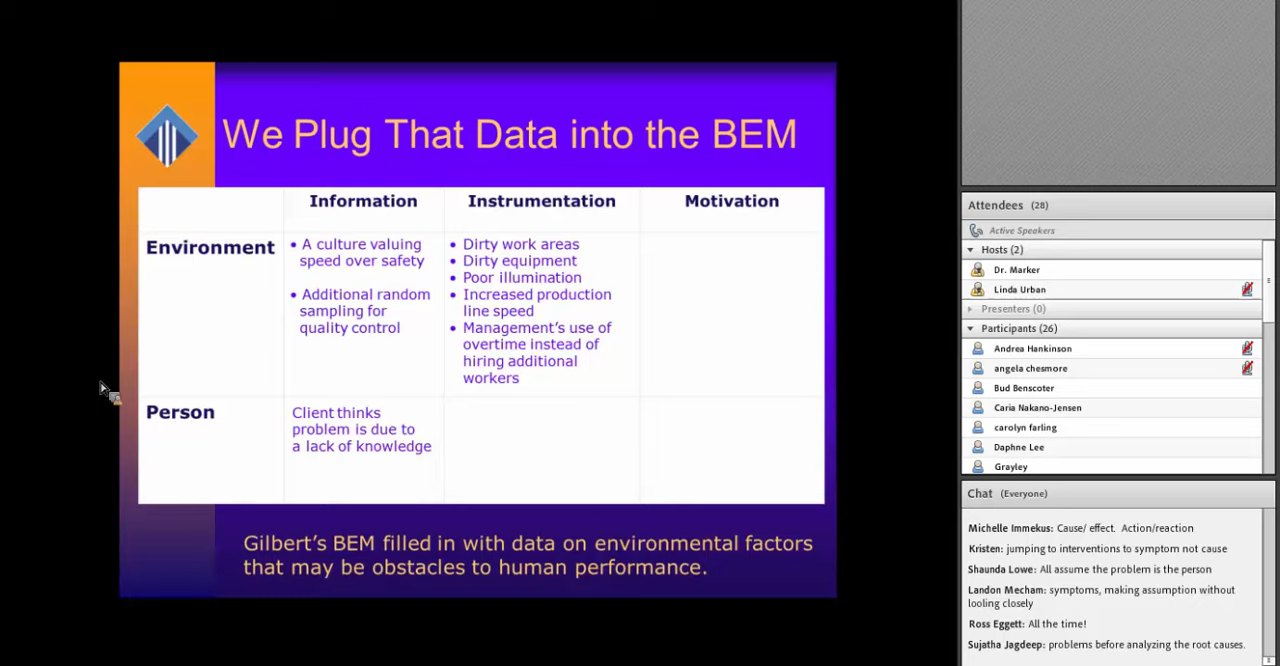 We Plug That Data into the BEM
Information
Instrumentation
Motivation
Environment
• A culture valuing
speed over safety
• Additional random
sampling for
quality control
• Dirty work areas
• Dirty equipment
• Poor illumination
• Increased production
line speed
• Management's use of
overtime instead of
hiring additional
workers
Person
Client thinks
problem is due to
a lack of knowledge
Gilbert's BEM filled in with data on environmental factors
that may be obstacles to human performance.
Attendees (28)
Active Speakers
Hosts (2)
Dr. Marker
Linda Urban
Presenters (0)
Participants (26)
Andrea Hankinson
angela chesmore
Bud Benscoter
Caria Nakano-Jensen
carolyn farling
Daphne Lee
Grayley
Chat (Everyone)
Michelle Immekus: Cause/ effect. Action/reaction
Kristen: jumping to interventions to symptom not cause
Shaunda Lowe: All assume the problem is the person
Landon Mecham: symptoms, making assumption without
looling closely
Ross Eggett: All the time!
Sujatha Jagdeep: problems before analyzing the root causes.